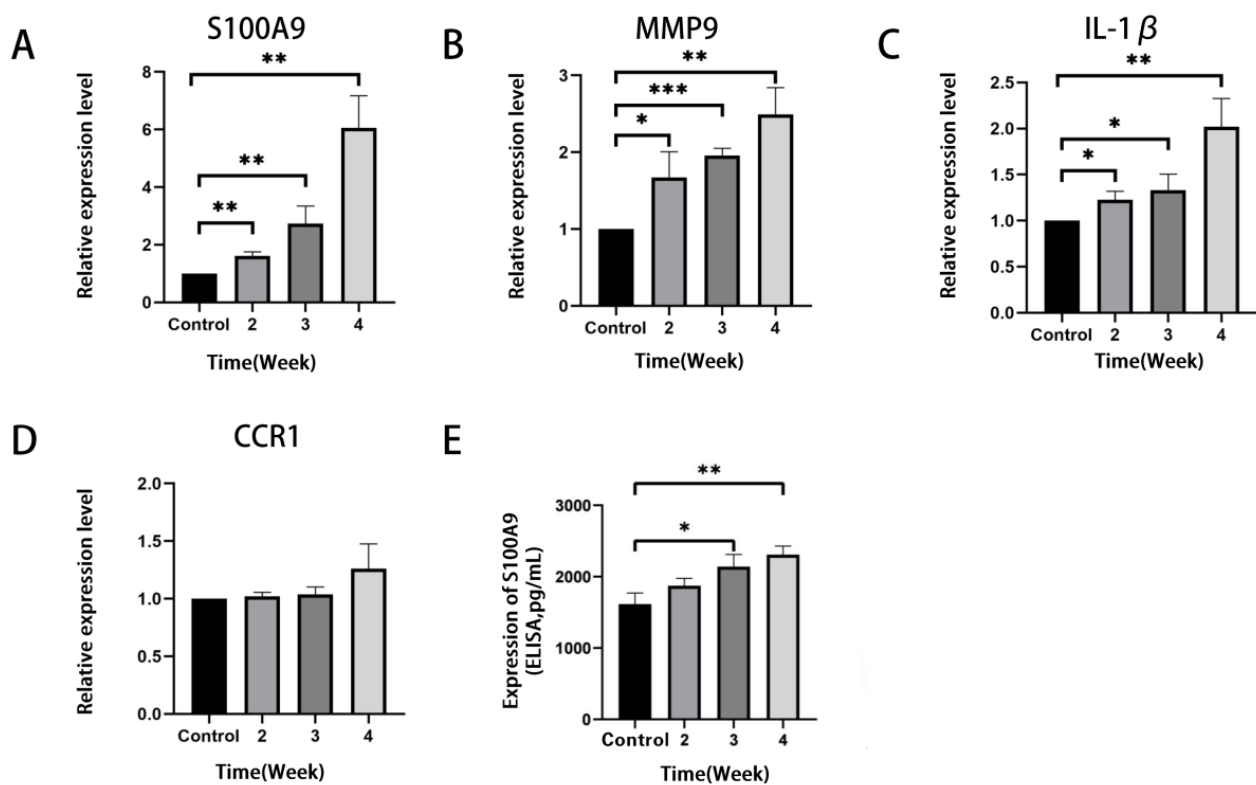 A
S100A9
Relative expression level
8
6
4
2
0
**
**
**
Control 2 3 4
Time(Week)
B
MMP9
Relative expression level
3
2
1
0
**
***
*
Control 2 3 4
Time(Week)
C
IL-1β
Relative expression level
2.5
2.0
1.5
1.0
0.5
0.0
**
*
*
Control 2 3 4
Time(Week)
D
CCR1
Relative expression level
2.0
1.5
1.0
0.5
0.0
Control 2 3 4
Time(Week)
E
Expression of S100A9
(ELISA,pg/mL)
3000
2000
1000
0
**
*
Control 2 3 4
Time(Week)